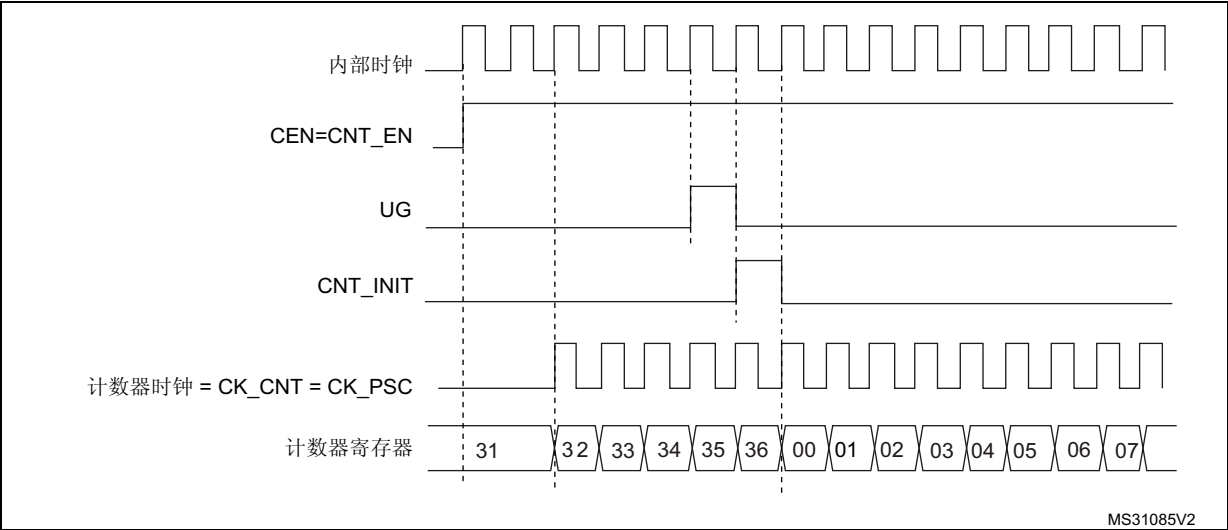 内部时钟
CEN=CNT_EN
UG
CNT_INIT
计数器时钟 = CK_CNT = CK_PSC
计数器寄存器 31 32 33 34 35 36 00 01 02 03 04 05 06 07
MS31085V2